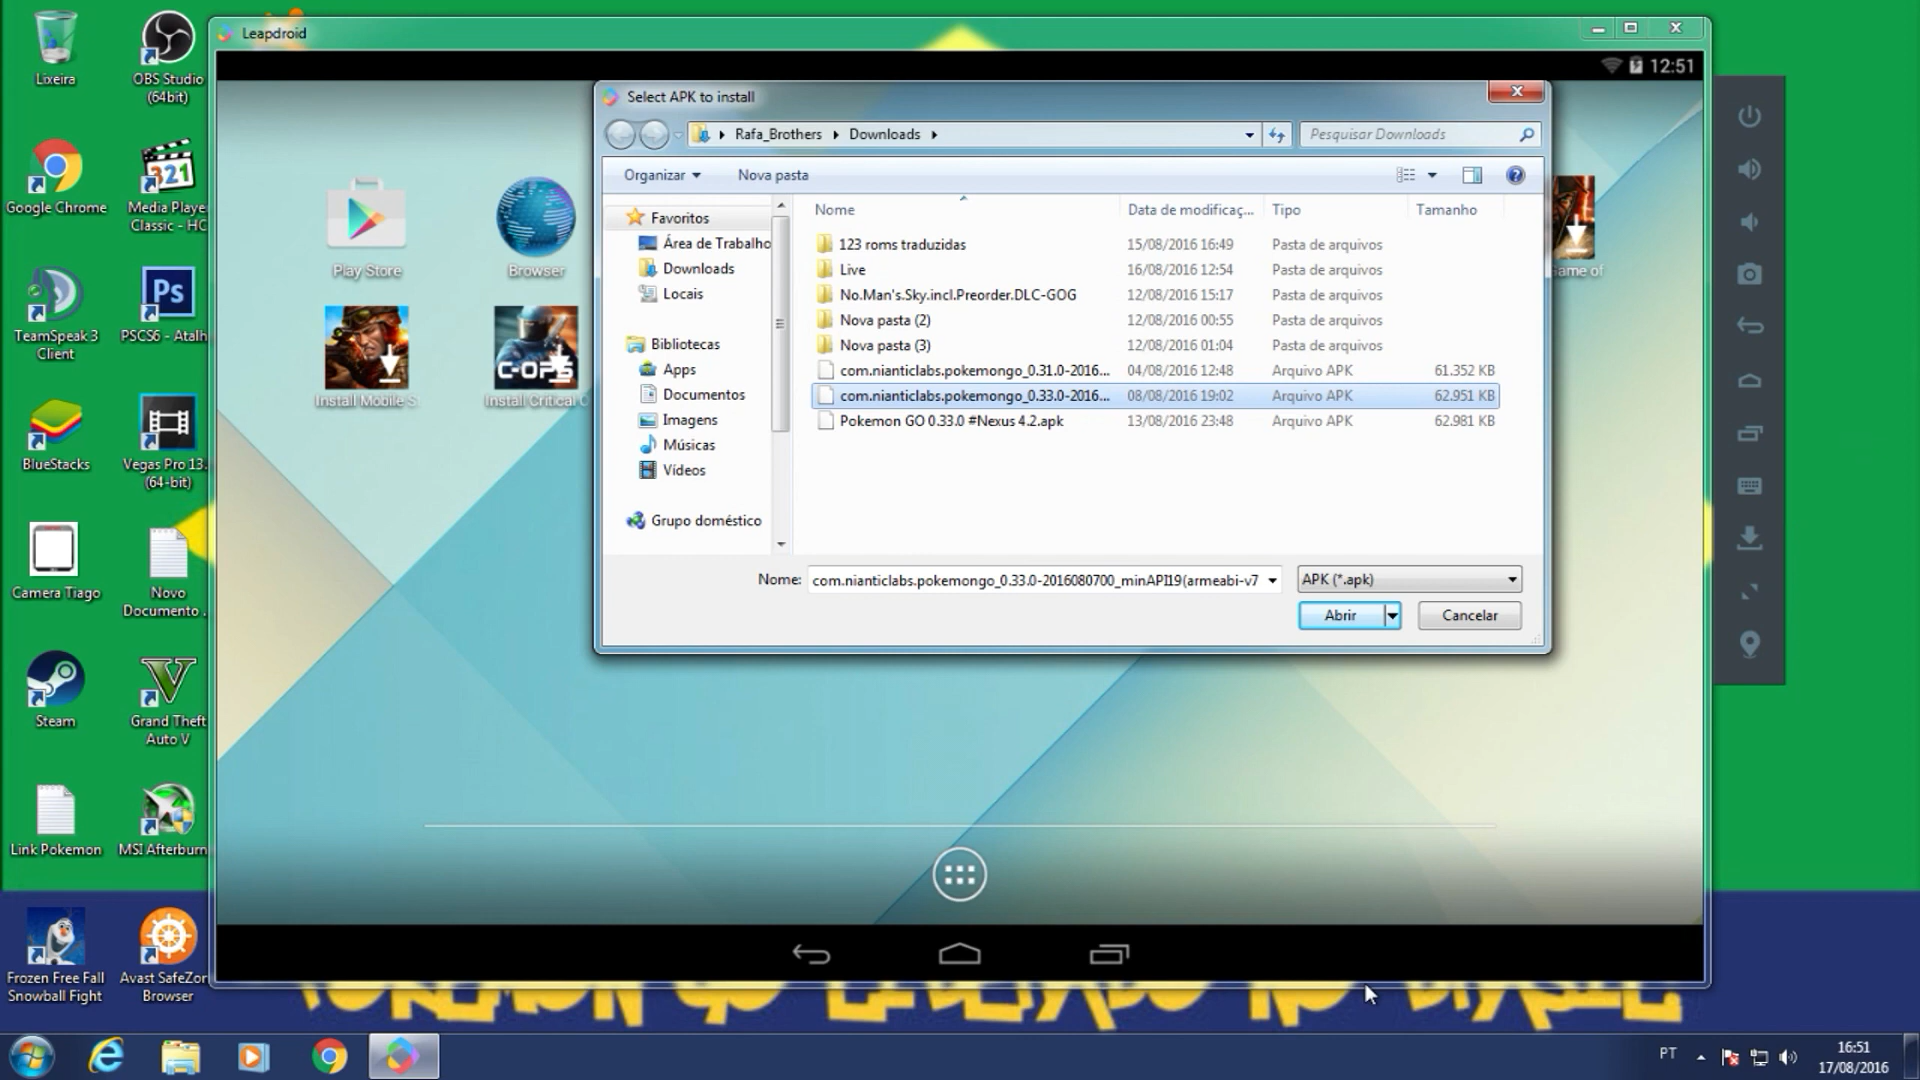 Leapdroid
12:51
Lixeira
OBS Studio
(64bit)
Google Chrome
Media Playe
Classic - HC
TeamSpeak 3
Client
PSCS6 - Atalh
BlueStacks
Vegas Pro 13.
(64-bit)
Camera Tiago
Novo
Documento .
Steam
Grand Theft
Auto V
Link Pokemon
MSI Afterburn
Frozen Free Fall
Snowball Fight
Avast SafeZor
Browser
Play Store
Browser
Install Mobile S
Install Critical C
C-OPS
ame of
Select APK to install
Rafa_Brothers
Downloads
Pesquisar Downloads
Organizar
Nova pasta
Favoritos
Área de Trabalho
Downloads
Locais
Bibliotecas
Apps
Documentos
Imagens
Músicas
Vídeos
Grupo doméstico
Nome Data de modificaç... Tipo Tamanho
123 roms traduzidas 15/08/2016 16:49 Pasta de arquivos
Live 16/08/2016 12:54 Pasta de arquivos
No.Man's.Sky.incl.Preorder.DLC-GOG 12/08/2016 15:17 Pasta de arquivos
Nova pasta (2) 12/08/2016 00:55 Pasta de arquivos
Nova pasta (3) 12/08/2016 01:04 Pasta de arquivos
com.nianticlabs.pokemongo_0.31.0-2016... 04/08/2016 12:48 Arquivo APK 61.352 KB
com.nianticlabs.pokemongo_0.33.0-2016... 08/08/2016 19:02 Arquivo APK 62.951 KB
Pokemon GO 0.33.0 #Nexus 4.2.apk 13/08/2016 23:48 Arquivo APK 62.981 KB
Nome: com.nianticlabs.pokemongo_0.33.0-2016080700_minAPI19(armeabi-v7
APK (*.apk)
Abrir
Cancelar
PT
16:51
17/08/2016